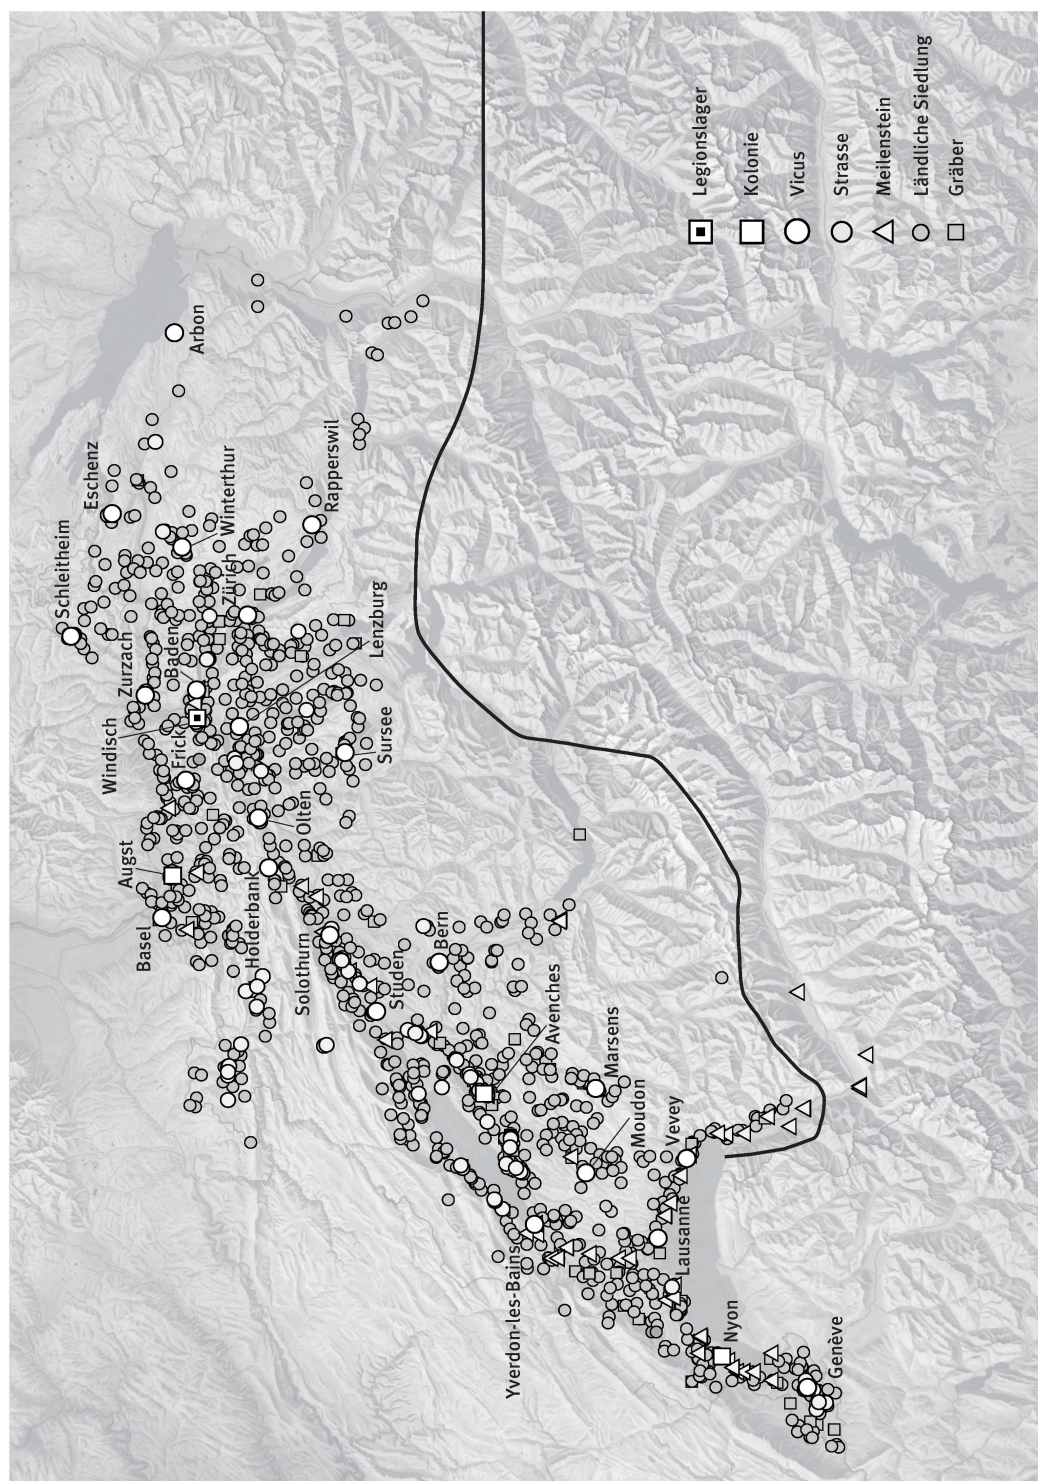 Legionslager
Kolonie
Vicus
Strasse
Meilenstein
Ländliche Siedlung
Gräber
Schleitheim
Eschenz
Arbon
Zurzach
Winterthur
Baden
Windisch
Frick
Zürich
Rapperswil
Lenzburg
Augst
Basel
Olten
Sursee
Holderbank
Solothurn
Studen
Bern
Avenches
Marsens
Moudon
Vevey
Yverdon-les-Bains
Lausanne
Nyon
Genève